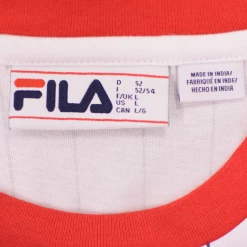 FILA
D 52
I 52/54
F/UK L
US L
CAN L/G
MADE IN INDIA/
FABRIQUÉ EN INDE/
HECHO EN INDIA